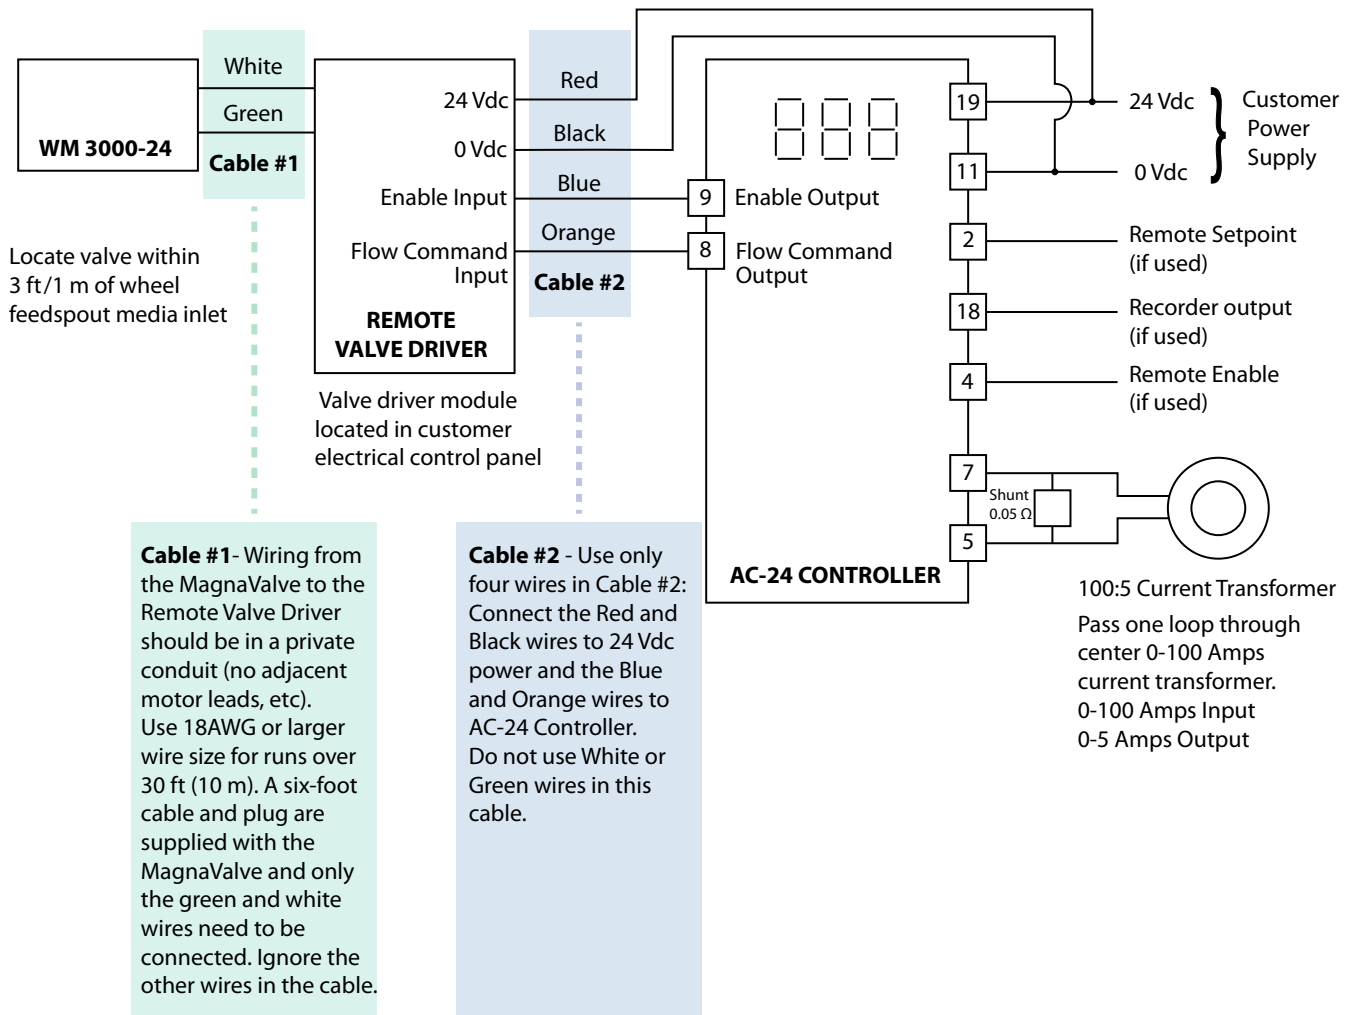 White
Green
WM 3000-24
Cable #1
Locate valve within
3 ft/1 m of wheel
feedspout media inlet
24 Vdc
0 Vdc
Enable Input
Flow Command
Input
REMOTE
VALVE DRIVER
Valve driver module
located in customer
electrical control panel
Red
Black
Blue
Orange
Cable #2
9
Enable Output
8
Flow Command
Output
AC-24 CONTROLLER
19
24 Vdc
11
0 Vdc
Customer
Power
Supply
2
Remote Setpoint
(if used)
18
Recorder output
(if used)
4
Remote Enable
(if used)
7
Shunt
0.05 Ω
5
100:5 Current Transformer
Pass one loop through
center 0-100 Amps
current transformer.
0-100 Amps Input
0-5 Amps Output
Cable #1- Wiring from
the MagnaValve to the
Remote Valve Driver
should be in a private
conduit (no adjacent
motor leads, etc).
Use 18AWG or larger
wire size for runs over
30 ft (10 m). A six-foot
cable and plug are
supplied with the
MagnaValve and only
the green and white
wires need to be
connected. Ignore the
other wires in the cable.
Cable #2 - Use only
four wires in Cable #2:
Connect the Red and
Black wires to 24 Vdc
power and the Blue
and Orange wires to
AC-24 Controller.
Do not use White or
Green wires in this
cable.